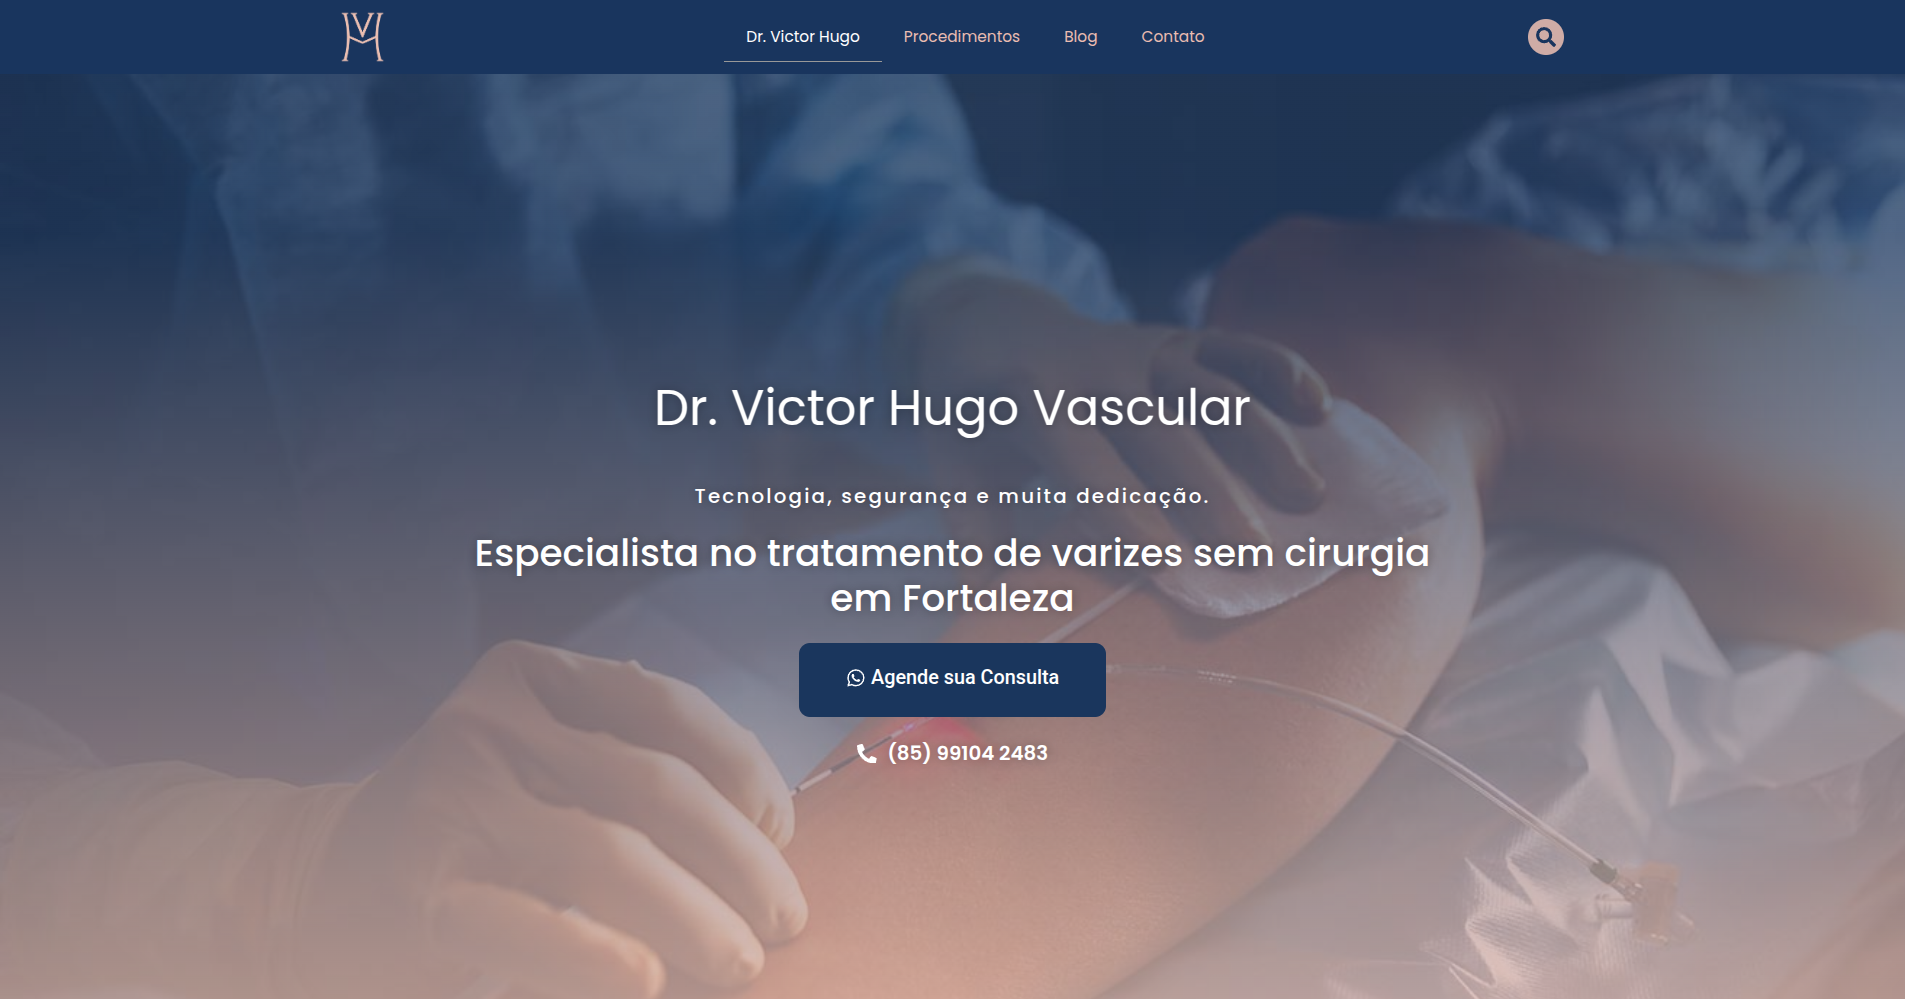 VH
Dr. Victor Hugo
Procedimentos
Blog
Contato
Dr. Victor Hugo Vascular
Tecnologia, segurança e muita dedicação.
Especialista no tratamento de varizes sem cirurgia
em Fortaleza
Agende sua Consulta
(85) 99104 2483